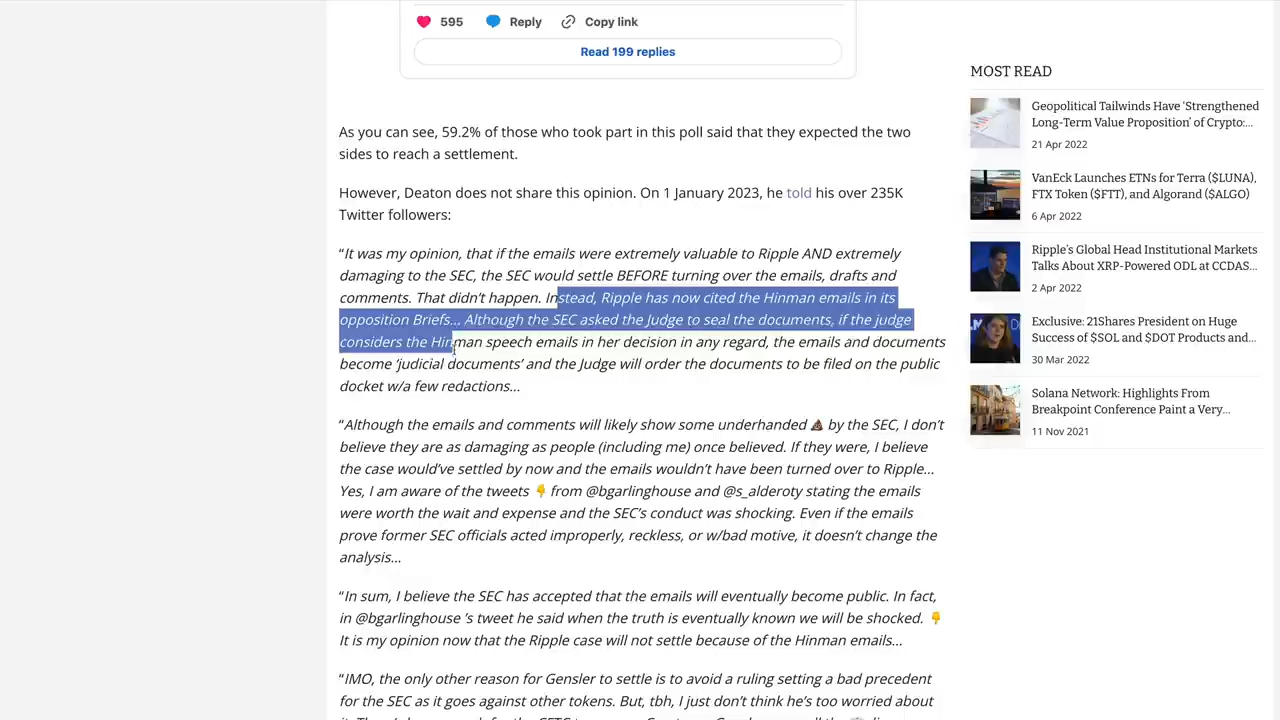 595 Reply Copy link
Read 199 replies
As you can see, 59.2% of those who took part in this poll said that they expected the two
sides to reach a settlement.
However, Deaton does not share this opinion. On 1 January 2023, he told his over 235K
Twitter followers:
“It was my opinion, that if the emails were extremely valuable to Ripple AND extremely
damaging to the SEC, the SEC would settle BEFORE turning over the emails, drafts and
comments. That didn’t happen. Instead, Ripple has now cited the Hinman emails in its
opposition Briefs… Although the SEC asked the Judge to seal the documents, if the judge
considers the Hinman speech emails in her decision in any regard, the emails and documents
become ‘judicial documents’ and the Judge will order the documents to be filed on the public
docket w/a few redactions…
“Although the emails and comments will likely show some underhanded 💩 by the SEC, I don’t
believe they are as damaging as people (including me) once believed. If they were, I believe
the case would’ve settled by now and the emails wouldn’t have been turned over to Ripple…
Yes, I am aware of the tweets 👇 from @bgarlinghouse and @s_alderoty stating the emails
were worth the wait and expense and the SEC’s conduct was shocking. Even if the emails
prove former SEC officials acted improperly, reckless, or w/bad motive, it doesn’t change the
analysis…
“In sum, I believe the SEC has accepted that the emails will eventually become public. In fact,
in @bgarlinghouse ’s tweet he said when the truth is eventually known we will be shocked. 👇
It is my opinion now that the Ripple case will not settle because of the Hinman emails…
“IMO, the only other reason for Gensler to settle is to avoid a ruling setting a bad precedent
for the SEC as it goes against other tokens. But, tbh, I just don’t think he’s too worried about
MOST READ
Geopolitical Tailwinds Have ‘Strengthened
Long-Term Value Proposition’ of Crypto:...
21 Apr 2022
VanEck Launches ETNs for Terra ($LUNA),
FTX Token ($FTT), and Algorand ($ALGO)
6 Apr 2022
Ripple’s Global Head Institutional Markets
Talks About XRP-Powered ODL at CCDAS...
2 Apr 2022
Exclusive: 21Shares President on Huge
Success of $SOL and $DOT Products and...
30 Mar 2022
Solana Network: Highlights From
Breakpoint Conference Paint a Very...
11 Nov 2021